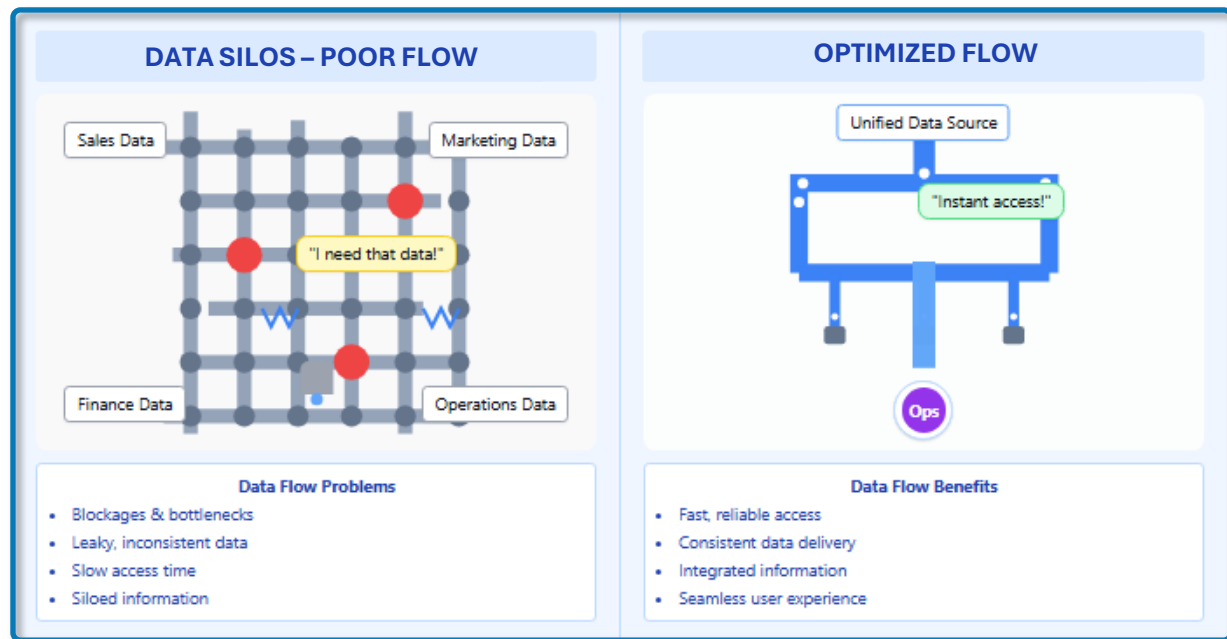 DATA SILOS – POOR FLOW
Sales Data
Marketing Data
"I need that data!"
Finance Data
Operations Data
Data Flow Problems
• Blockages & bottlenecks
• Leaky, inconsistent data
• Slow access time
• Siloed information
OPTIMIZED FLOW
Unified Data Source
"Instant access!"
Ops
Data Flow Benefits
• Fast, reliable access
• Consistent data delivery
• Integrated information
• Seamless user experience